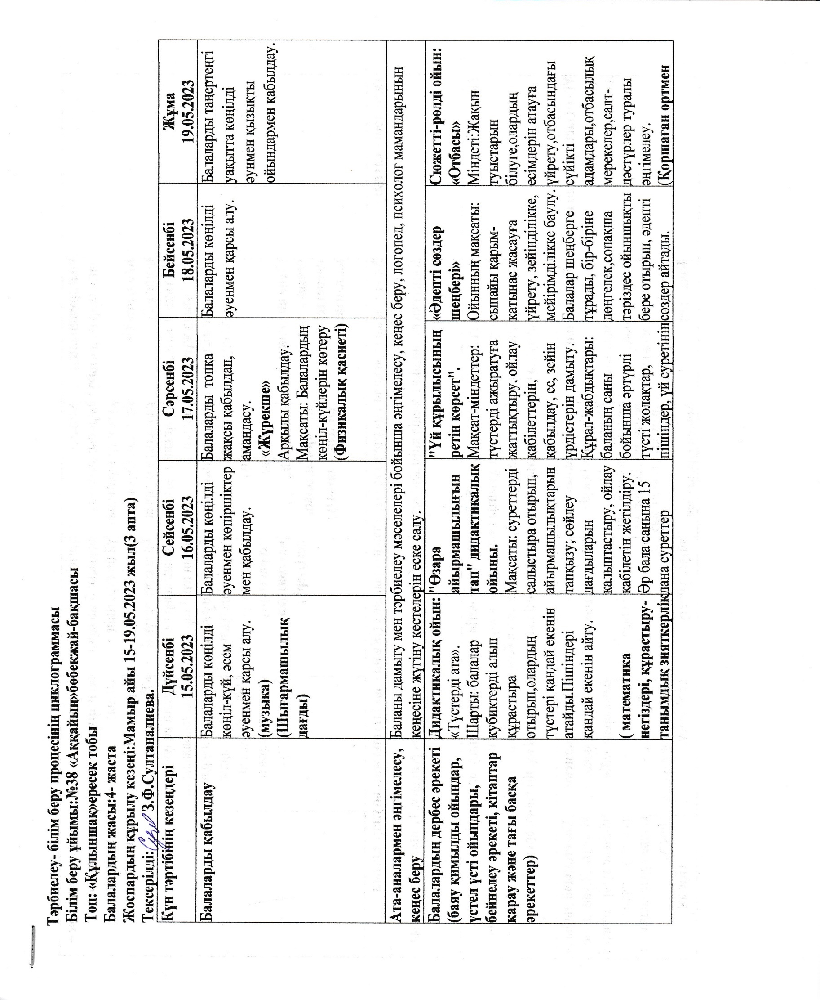 Тәрбиелеу- білім беру процесінің циклограммасы
Білім беру ұйымы:№38 «Аққайың»бөбекжай-бақшасы
Топ: «Құлыншақ»ересек тобы
Балалардың жасы:4- жаста
Жоспардың құрылу кезеңі:Мамыр айы 15-19.05.2023 жыл(3 апта)
Тексерілді: З.Ф.Султаналиева.
Күн тәртібінің кезеңдері
Дүйсенбі
15.05.2023
Сейсенбі
16.05.2023
Сәрсенбі
17.05.2023
Бейсенбі
18.05.2023
Жұма
19.05.2023
Балаларды қабылдау
Балаларды көңілді
көңіл-күй, әсем
әуенмен қарсы алу.
(музыка)
(Шығармашылық
дағды)
Балаларды көңілді
әуенмен көпіршіктер
мен қабылдау.
Балаларды топка
жақсы қабылдап,
амандасу.
«Жүрекше»
Арқылы қабылдау.
Мақсаты: Балалардың
көңіл-күйлерін көтеру
(Физикалық қасиеті)
Балаларды көңілді
әуенмен қарсы алу.
Балаларды таңертеңгі
уақытта көңілді
әунмен қызықты
ойындармен қабылдау.
Ата-аналармен әңгімелесу,
кеңес беру
Баланы дамыту мен тәрбиелеу мәселелері бойынша әңгімелесу, кеңес беру, логопед, психолог мамандарының
кеңесіне жүгіну кестелерін еске салу.
Балалардың дербес әрекеті
(баяу қимылды ойындар,
үстел үсті ойындары,
бейнелеу әрекеті, кітаптар
қарау және тағы басқа
әрекеттер)
Дидактикалық ойын:
«Түстерді ата».
Шарты: балалар
кубиктерді алып
құрастыра
отырып,олардың
түстері қандай екенін
атайды.Пішіндері
қандай екенін айту.
( математика
негіздері, құрастыру-
танымдық зияткерлік
"Өзара
айырмашылығын
тап" дидактикалық
ойыны.
Мақсаты: суреттерді
салыстыра отырып,
айырмашылықтарын
тапқызу; сөйлеу
дағдыларын
қалыптастыру, ойлау
қабілетін жетілдіру.
Әр бала санына 15
дана суреттер
"Үй құрылысының
ретін көрсет".
Мақсат-міндеттер:
түстерді ажыратуға
жаттықтыру, ойлау
қабілеттерін,
қабылдау, ес, зейін
үрдістерін дамыту.
Құрал-жабдықтары:
баланың саны
бойынша әртүрлі
түсті жолақтар,
пішіндер, үй суретінің
«Әдепті сөздер
шеңбері»
Ойынның мақсаты:
сыпайы қарым-
қатынас жасауға
үйрету, зейінділікке,
мейірімділікке баулу.
Балалар шеңберге
тұрады, бір-біріне
дөңгелек,сопақша
тәріздес ойыншықты
бере отырып, әдепті
сөздер айтады.
Сюжетті-рөлді ойын:
«Отбасы»
Міндеті:Жақын
туыстарын
білуге,олардың
есімдерін атауға
үйрету,отбасындағы
сүйікті
адамдары,отбасылық
мерекелер,салт-
дәстүрлер туралы
әңгімелеу.
(Қоршаған ортмен